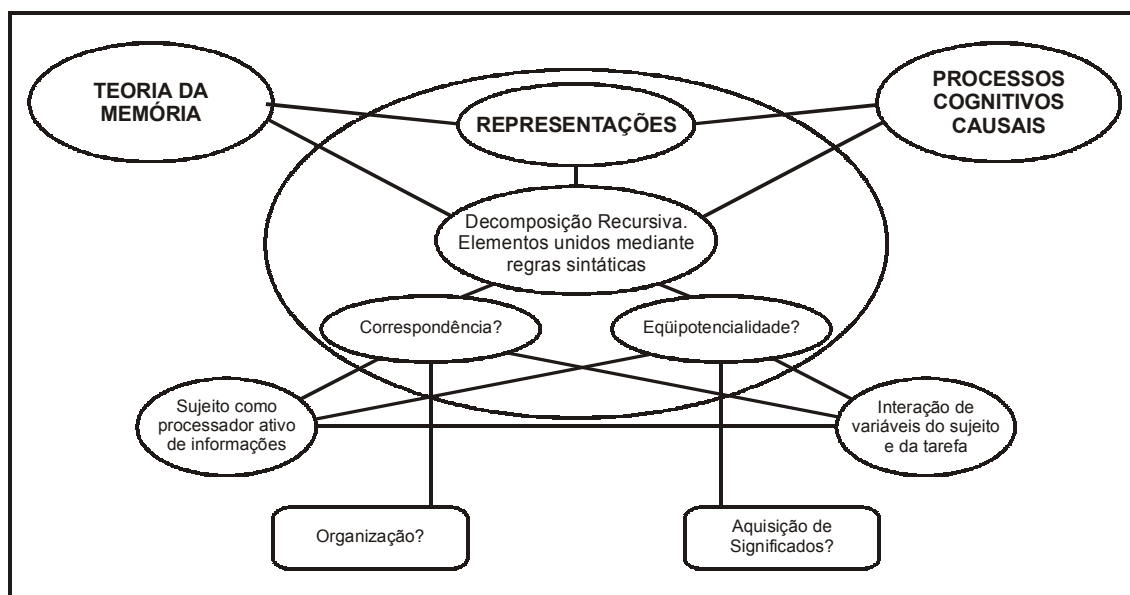 TEORIA DA
MEMÓRIA
REPRESENTAÇÕES
PROCESSOS
COGNITIVOS
CAUSAIS
Decomposição Recursiva.
Elementos unidos mediante
regras sintáticas
Correspondência?
Eqüipotencialidade?
Sujeito como
processador ativo
de informações
Interação de
variáveis do sujeito
e da tarefa
Organização?
Aquisição de
Significados?